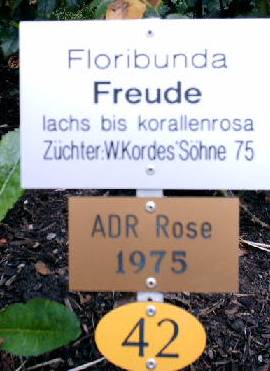 Floribunda
Freude
lachs bis korallenrosa
Züchter:W.Kordes'Söhne 75
ADR Rose
1975
42